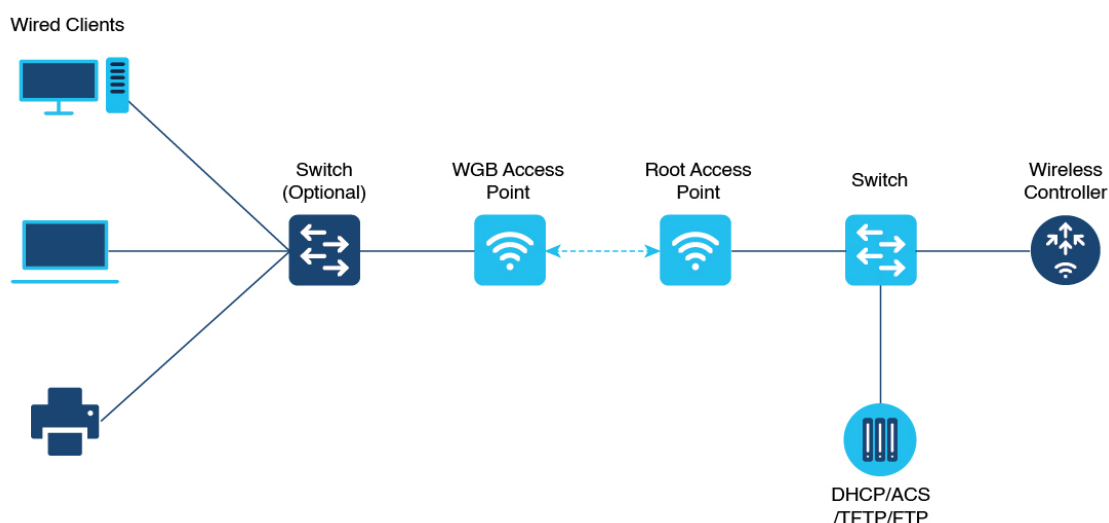 Wired Clients
Switch
(Optional)
WGB Access
Point
Root Access
Point
Switch
Wireless
Controller
DHCP/ACS
/TFTP/FTP